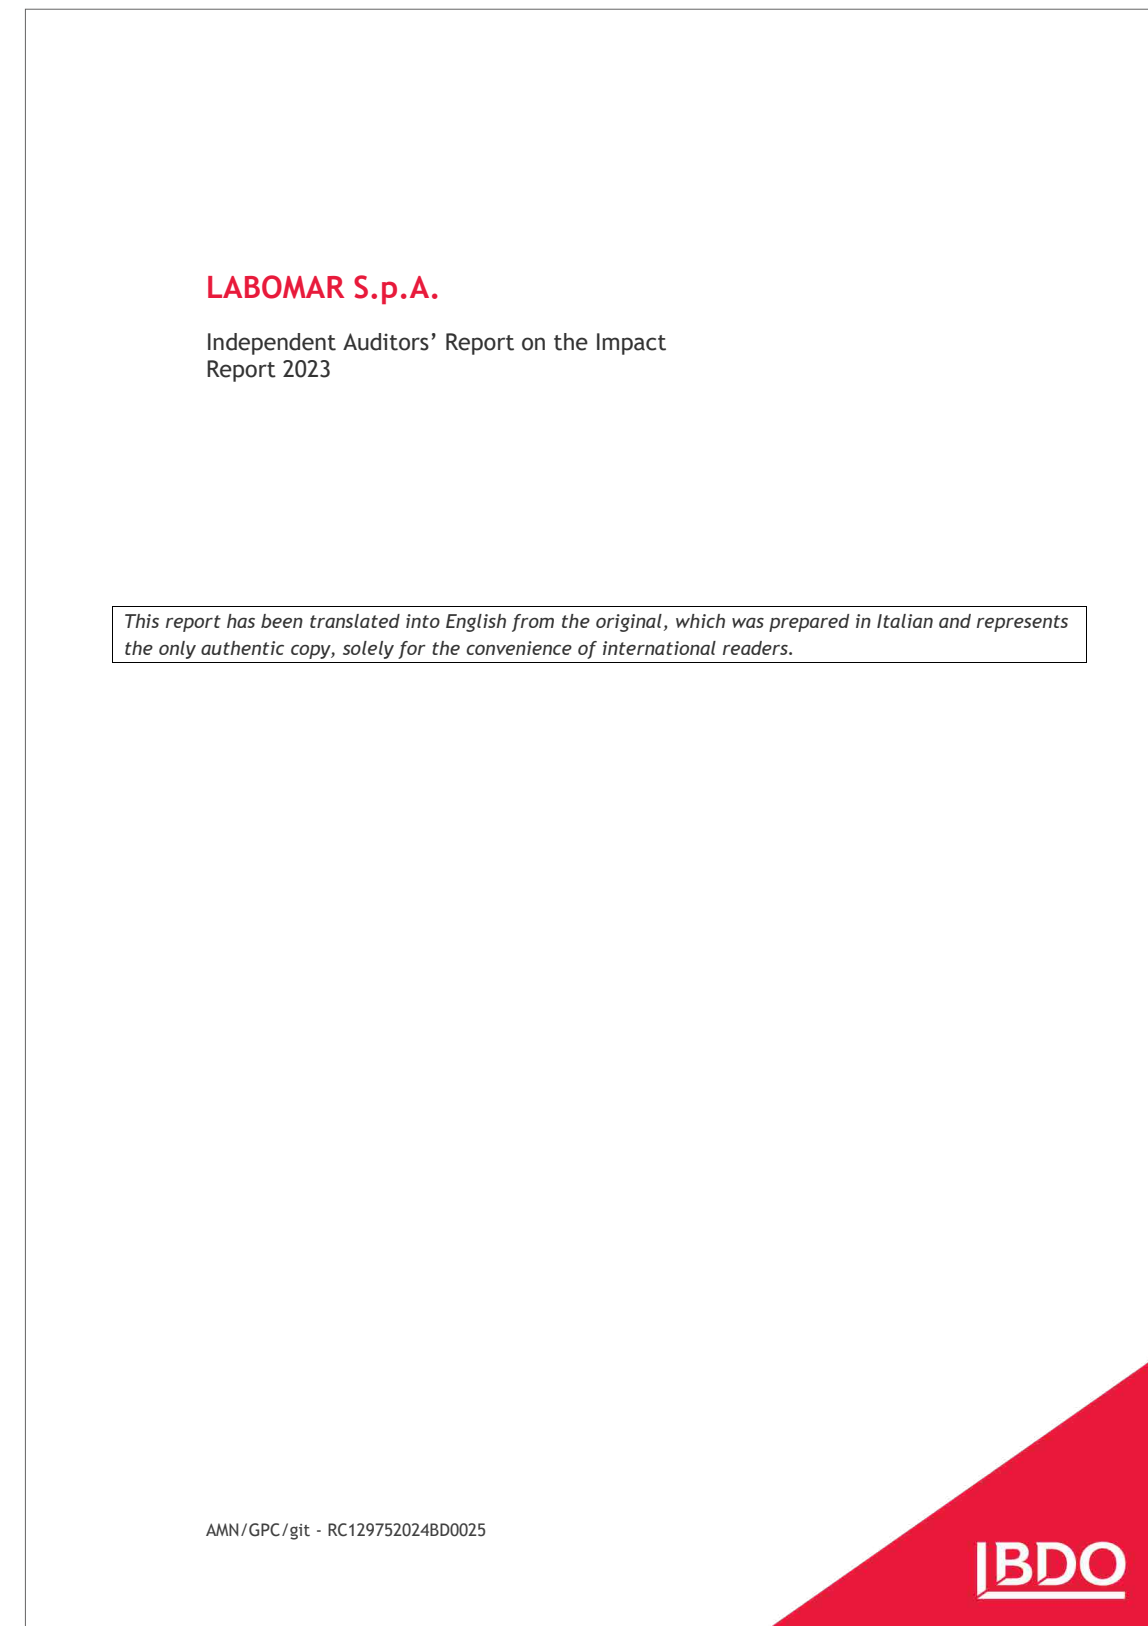 LABOMAR S.p.A.
Independent Auditors’ Report on the Impact
Report 2023
This report has been translated into English from the original, which was prepared in Italian and represents
the only authentic copy, solely for the convenience of international readers.
AMN/GPC/git - RC129752024BD0025
BDO